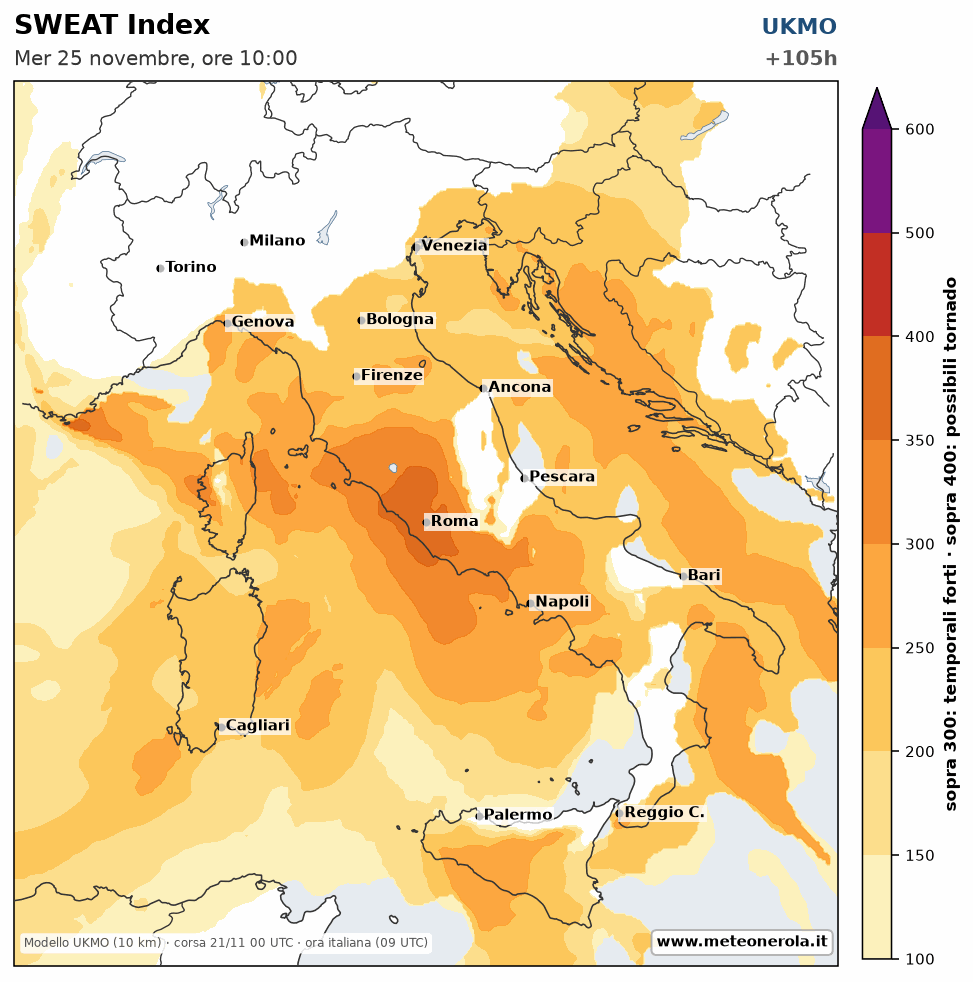 SWEAT Index
UKMO
Mer 25 novembre, ore 10:00
+105h
Milano
Torino
Venezia
Genova
Bologna
Firenze
Ancona
Pescara
Roma
Bari
Napoli
Cagliari
Palermo
Reggio C.
Modello UKMO (10 km) · corsa 21/11 00 UTC · ora italiana (09 UTC)
www.meteonerola.it
600
500
400
350
300
250
200
150
100
sopra 300: temporali forti · sopra 400: possibili tornado